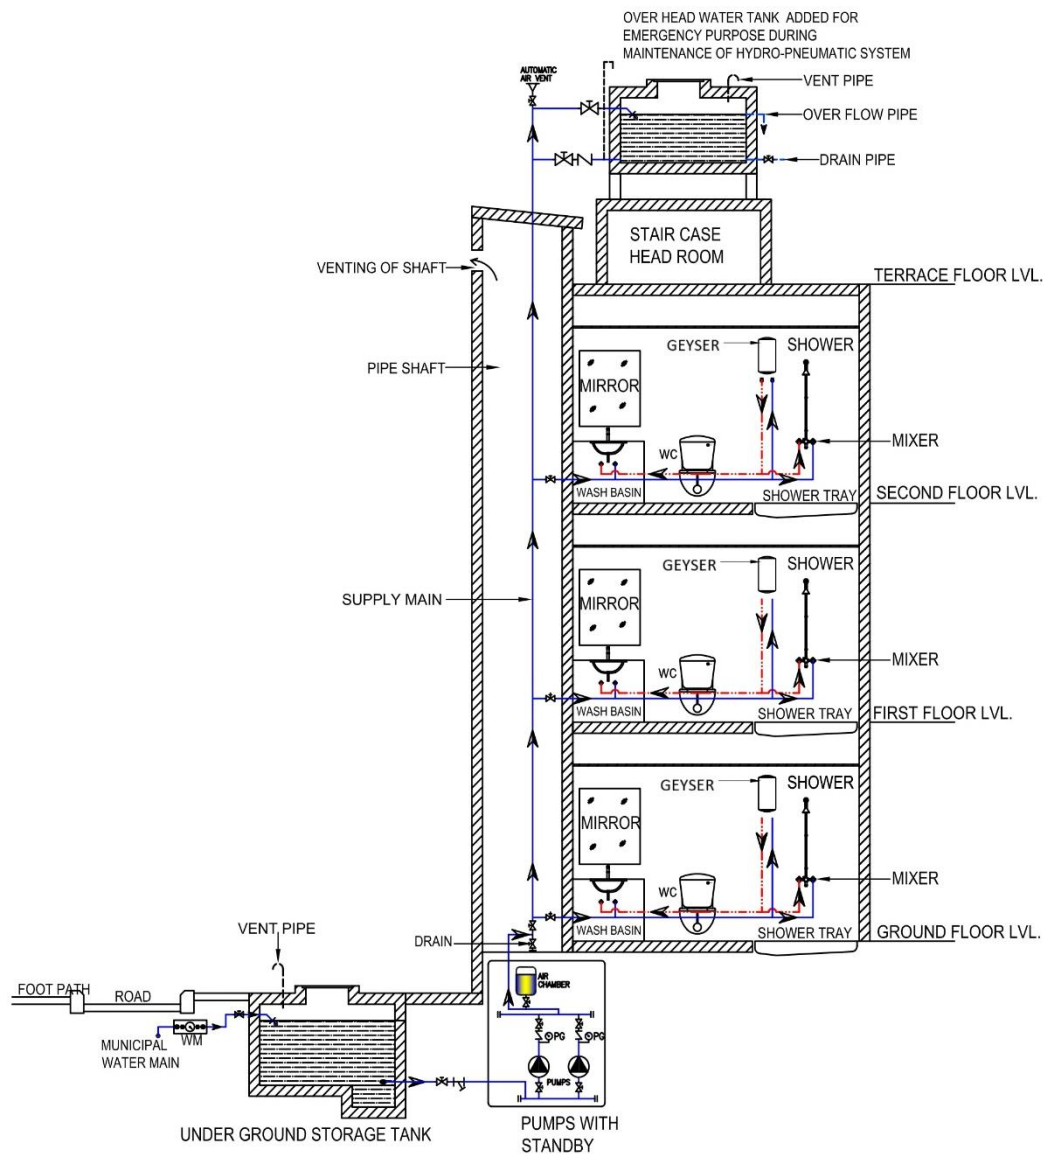 OVER HEAD WATER TANK ADDED FOR
EMERGENCY PURPOSE DURING
MAINTENANCE OF HYDRO-PNEUMATIC SYSTEM
AUTOMATIC
AIR VENT
VENT PIPE
OVER FLOW PIPE
DRAIN PIPE
STAIR CASE
HEAD ROOM
VENTING OF SHAFT
TERRACE FLOOR LVL.
PIPE SHAFT
GEYSER
SHOWER
MIRROR
MIXER
WC
WASH BASIN
SHOWER TRAY
SECOND FLOOR LVL.
GEYSER
SHOWER
MIRROR
SUPPLY MAIN
MIXER
WC
WASH BASIN
SHOWER TRAY
FIRST FLOOR LVL.
GEYSER
SHOWER
MIRROR
MIXER
WC
WASH BASIN
SHOWER TRAY
GROUND FLOOR LVL.
VENT PIPE
DRAIN
FOOT PATH
ROAD
AIR
CHAMBER
MUNICIPAL
WATER MAIN
WM
PG
PG
PUMPS
UNDER GROUND STORAGE TANK
PUMPS WITH
STANDBY